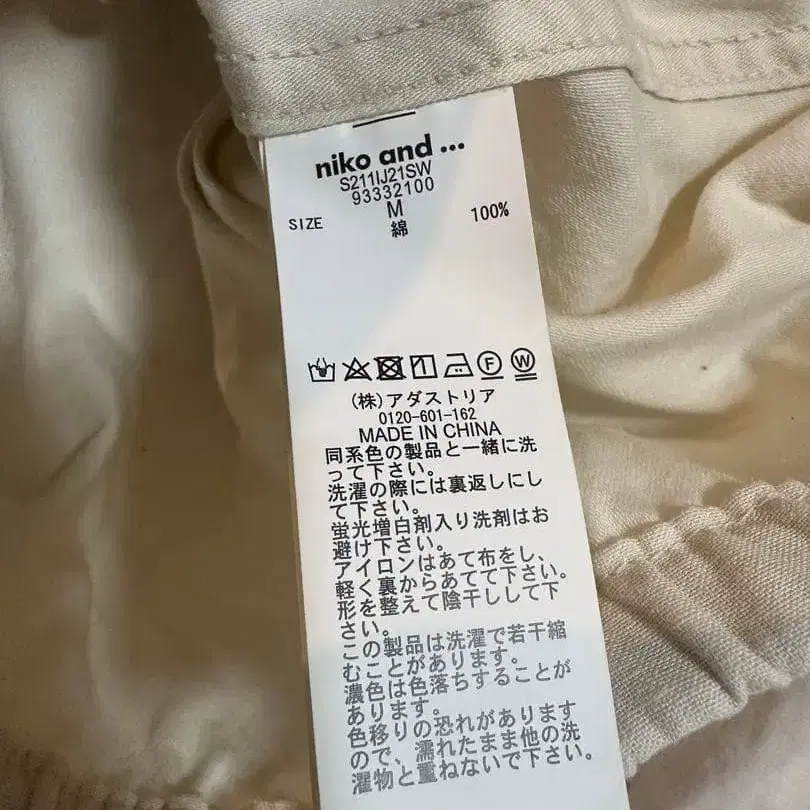 niko and ...
S211IJ21SW
93332100
SIZE M
綿 100%
F W
(株)アダストリア
0120-601-162
MADE IN CHINA
同系色の製品と一緒に洗
って下さい。
洗濯の際には裏返しにし
て下さい。
蛍光増白剤入り洗剤はお
避け下さい。
アイロンはあて布をし、
軽く裏からあてて下さい。
形を整えて陰干しして下
さい。
この製品は洗濯で若干縮
むことがあります。
濃色は色落ちすることが
あります。
色移りの恐れがあります
ので、濡れたまま他の洗
濯物と重ねないで下さい。